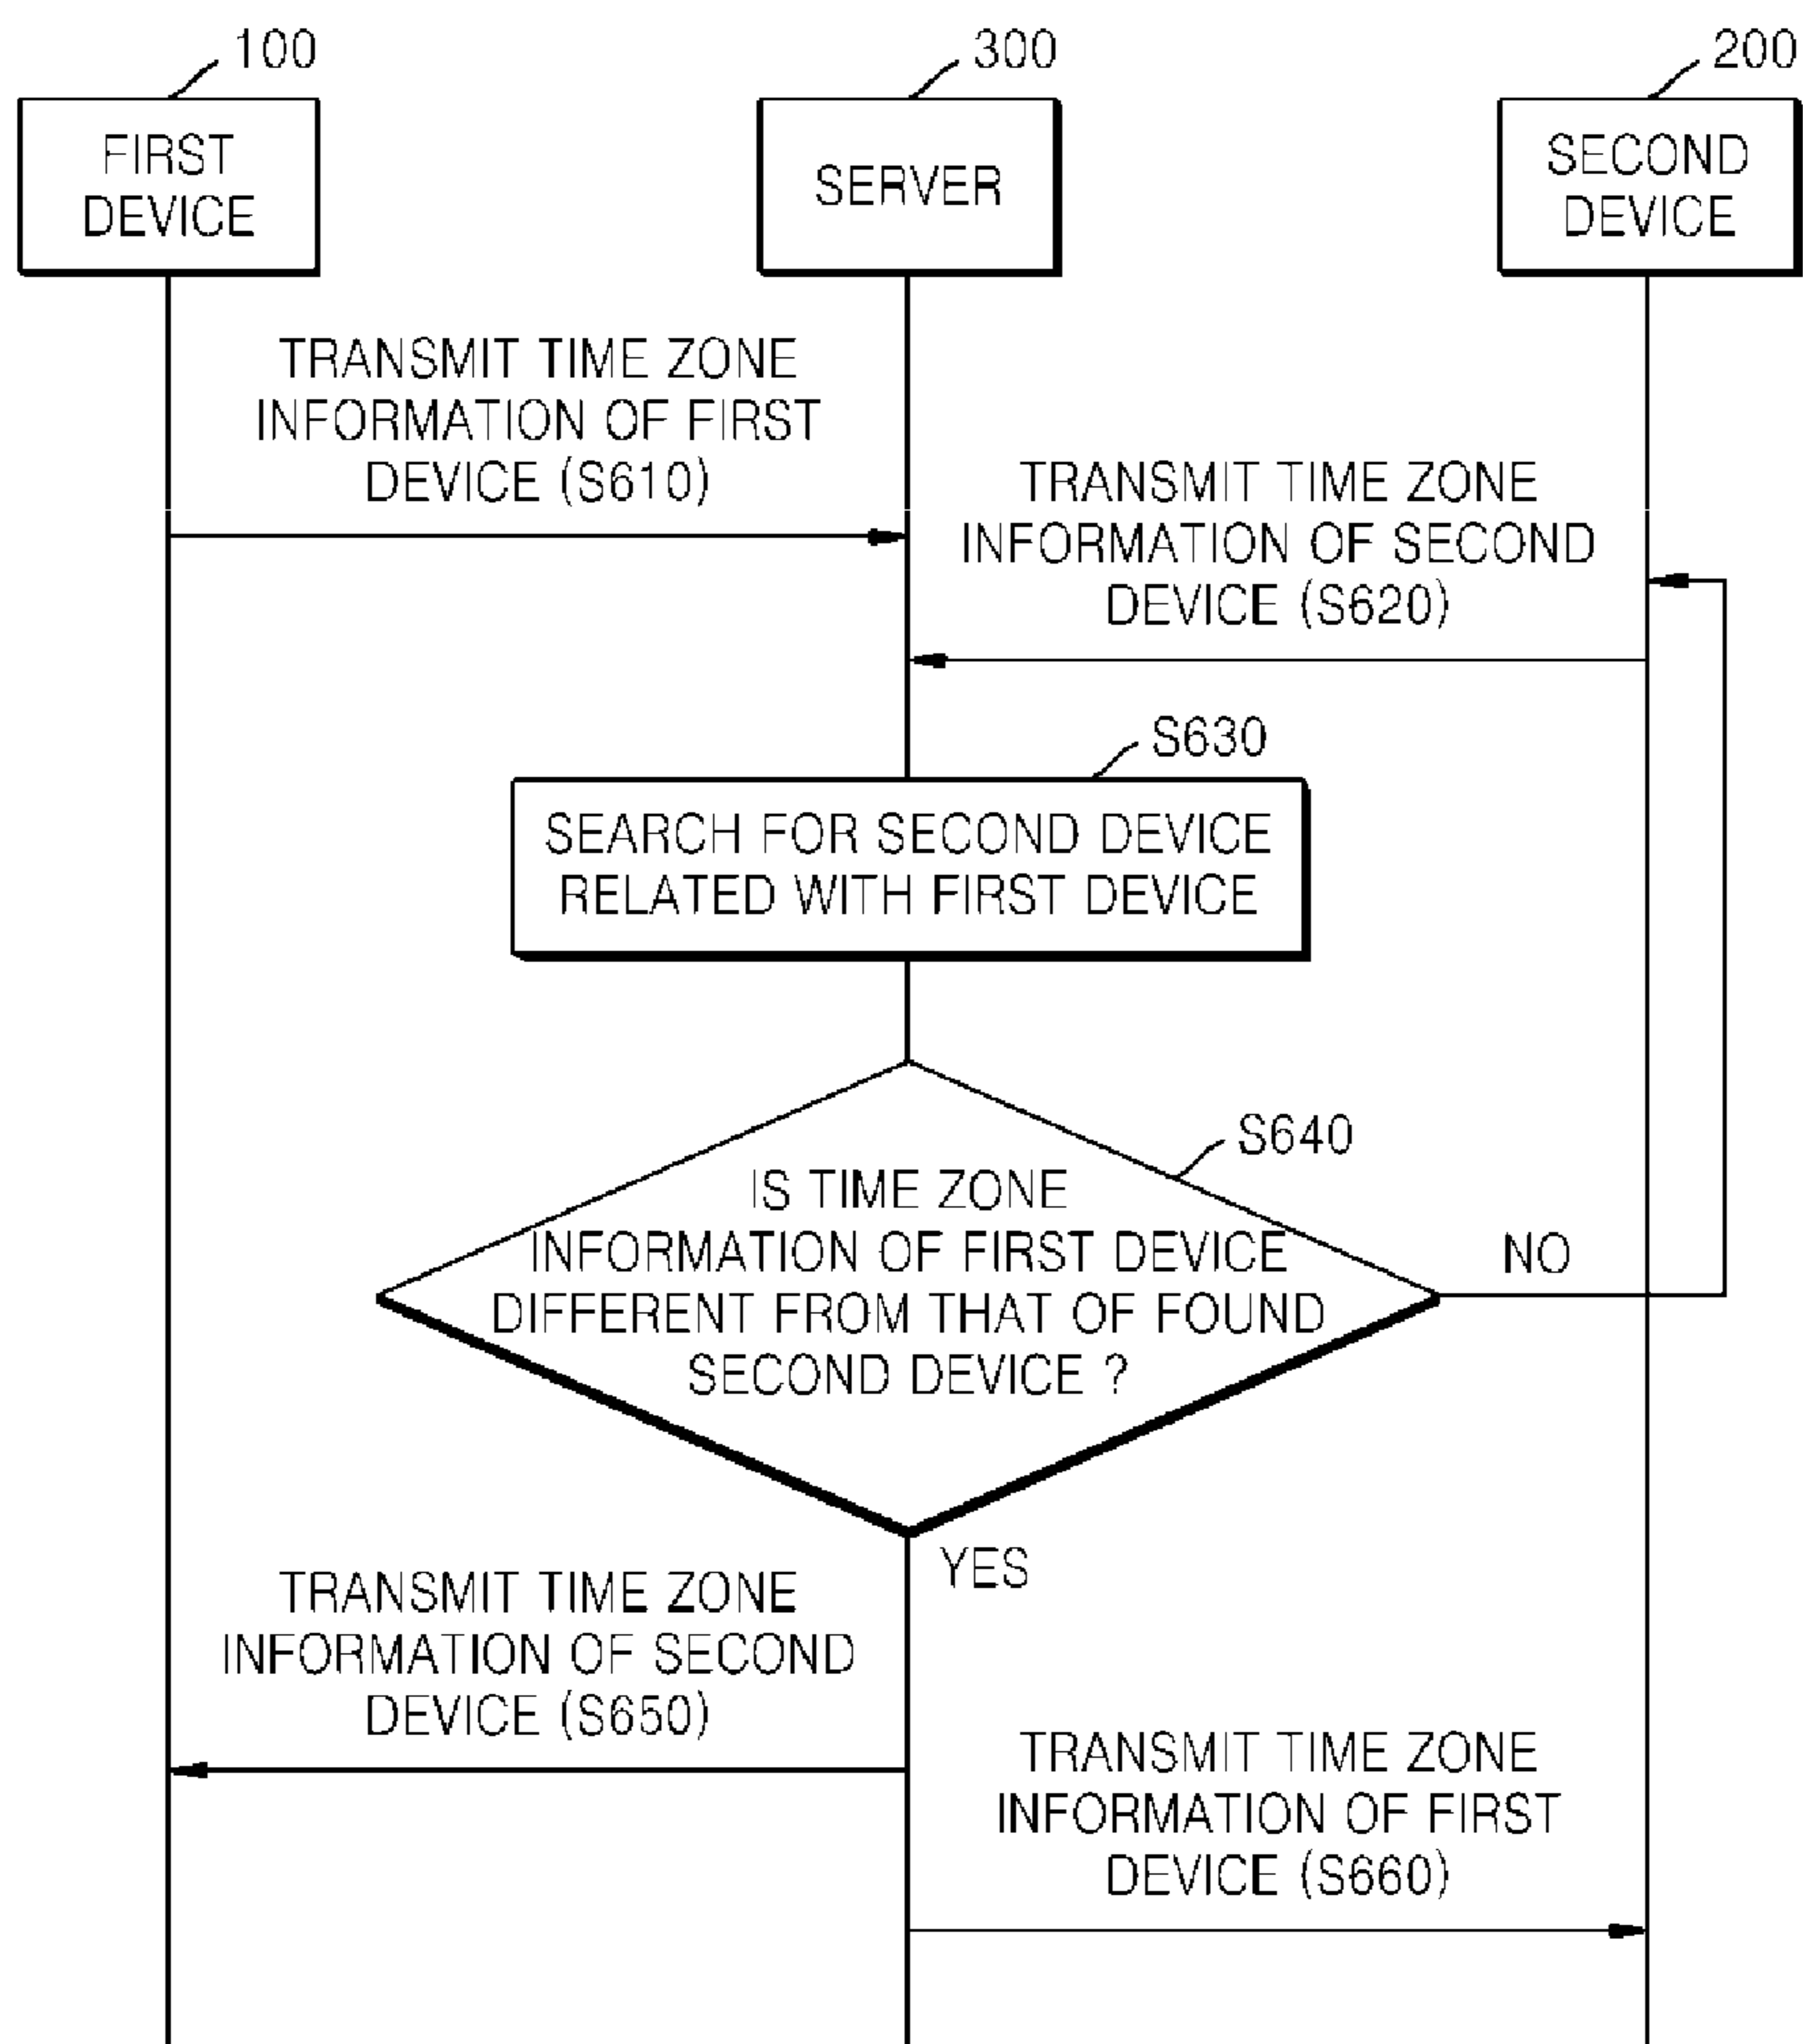 100
300
200
FIRST
DEVICE
SERVER
SECOND
DEVICE
TRANSMIT TIME ZONE
INFORMATION OF FIRST
DEVICE (S610)
TRANSMIT TIME ZONE
INFORMATION OF SECOND
DEVICE (S620)
S630
SEARCH FOR SECOND DEVICE
RELATED WITH FIRST DEVICE
S640
IS TIME ZONE
INFORMATION OF FIRST DEVICE
DIFFERENT FROM THAT OF FOUND
SECOND DEVICE ?
NO
YES
TRANSMIT TIME ZONE
INFORMATION OF SECOND
DEVICE (S650)
TRANSMIT TIME ZONE
INFORMATION OF FIRST
DEVICE (S660)